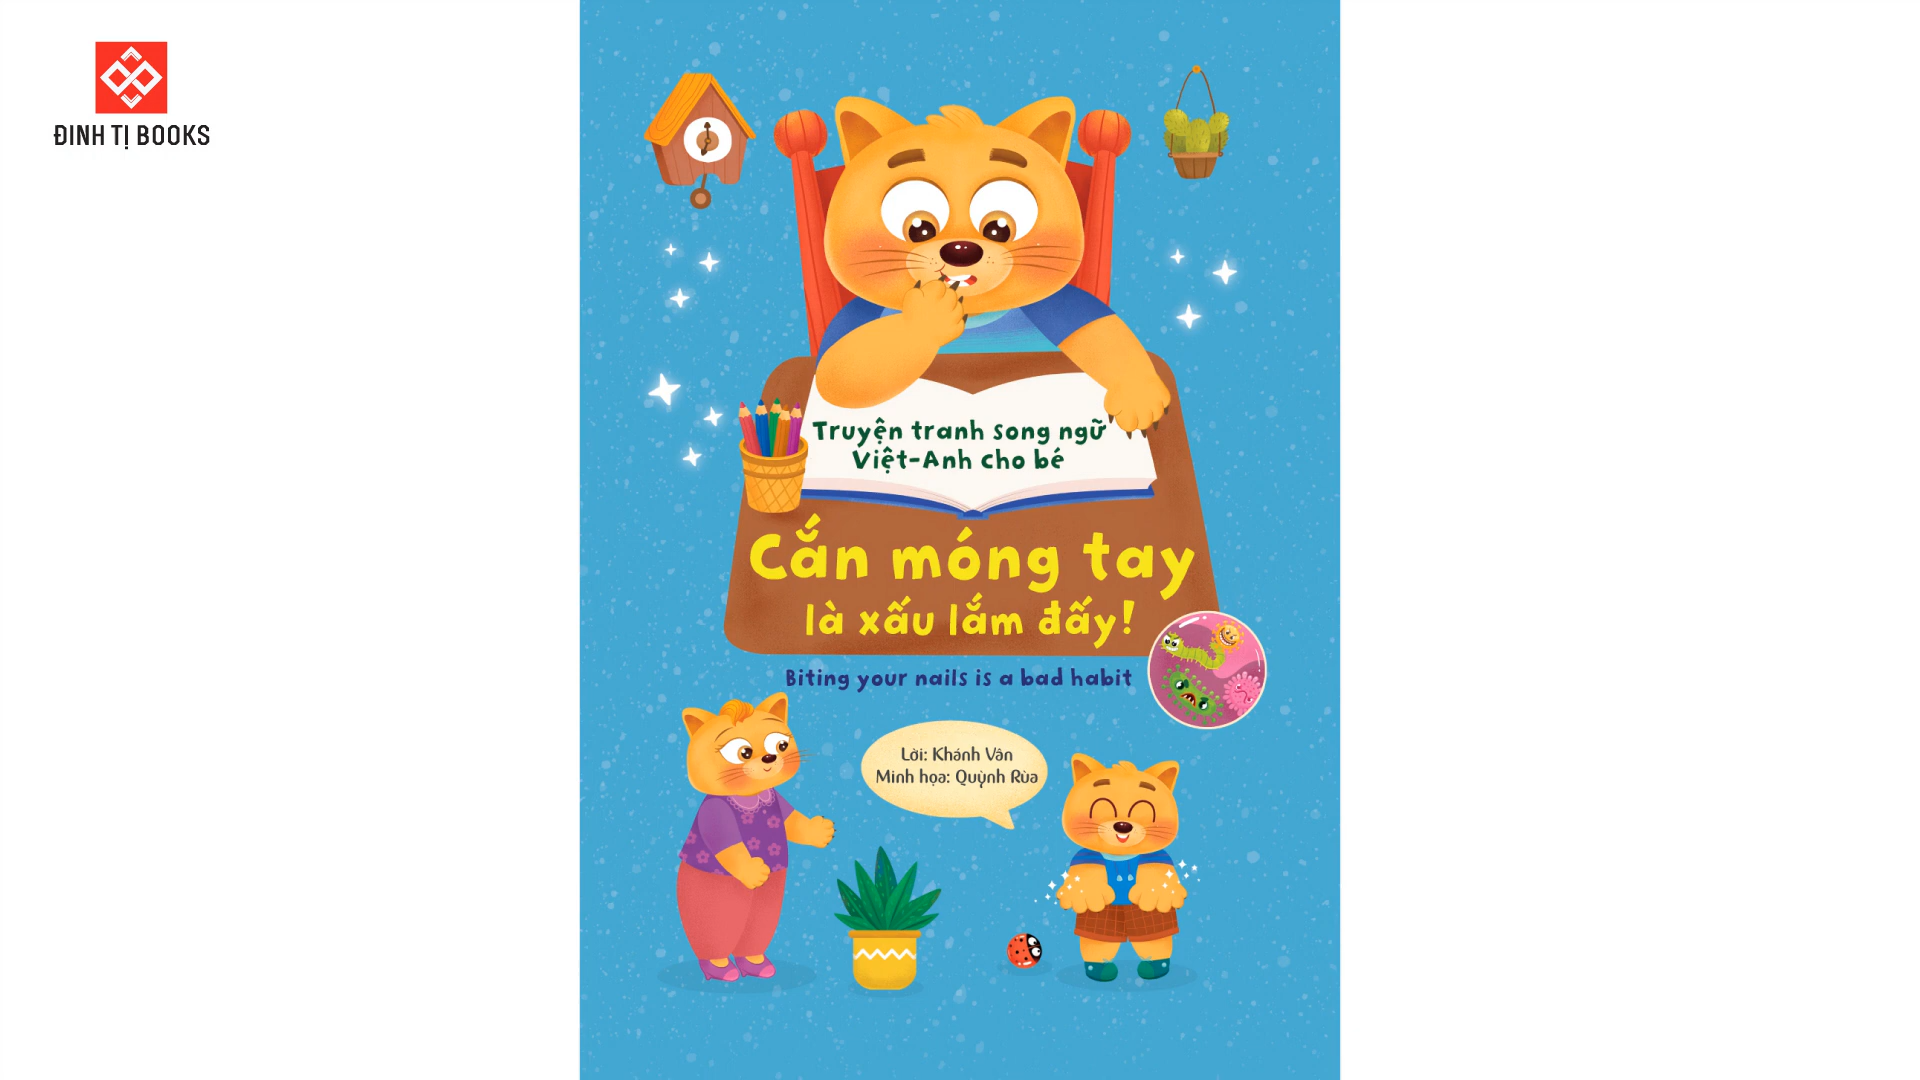 ĐINH TỊ BOOKS
Truyện tranh song ngữ
Việt-Anh cho bé
Cắn móng tay
là xấu lắm đấy!
Biting your nails is a bad habit
Lời: Khánh Vân
Minh họa: Quỳnh Rùa